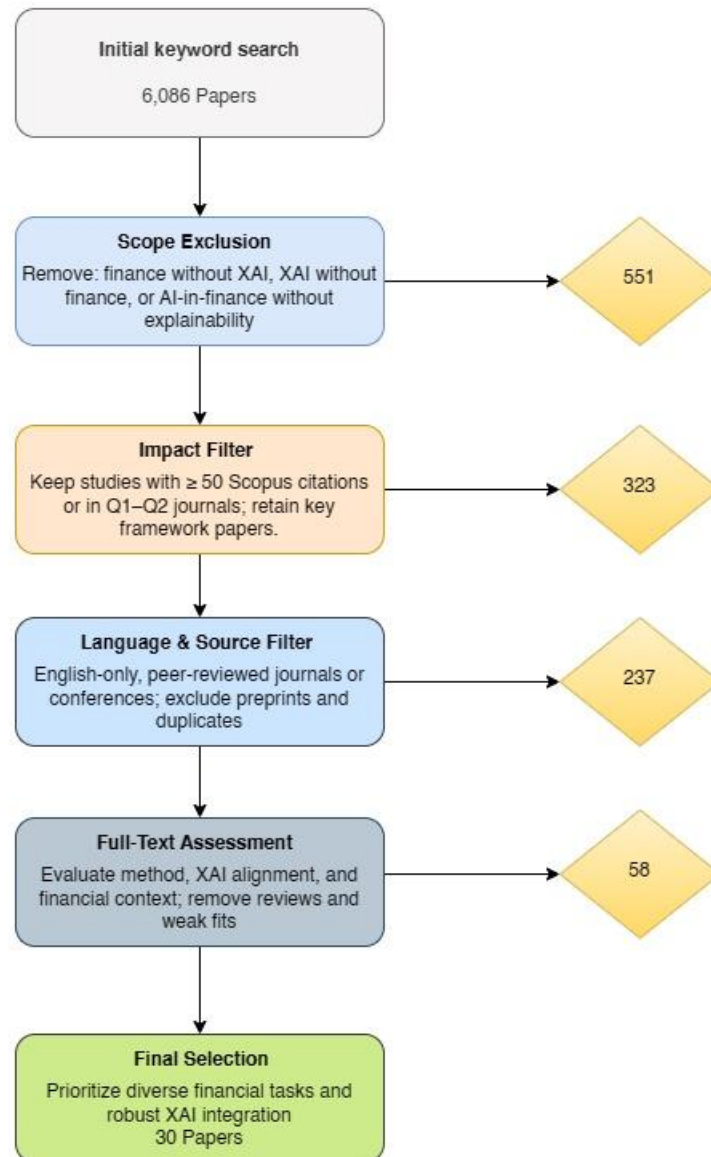 Initial keyword search
6,086 Papers
Scope Exclusion
Remove: finance without XAI, XAI without
finance, or AI-in-finance without
explainability
551
Impact Filter
Keep studies with ≥ 50 Scopus citations
or in Q1–Q2 journals; retain key
framework papers.
323
Language & Source Filter
English-only, peer-reviewed journals or
conferences; exclude preprints and
duplicates
237
Full-Text Assessment
Evaluate method, XAI alignment, and
financial context; remove reviews and
weak fits
58
Final Selection
Prioritize diverse financial tasks and
robust XAI integration
30 Papers